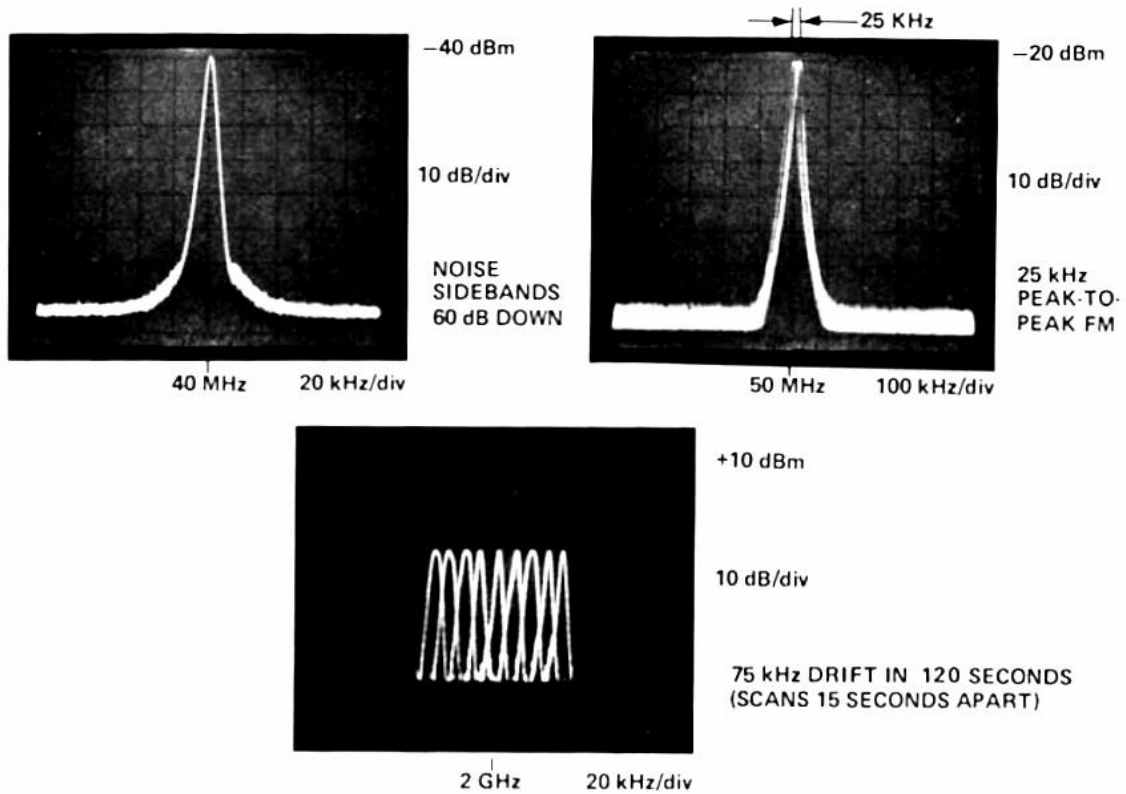 −40 dBm
10 dB/div
NOISE
SIDEBANDS
60 dB DOWN
40 MHz 20 kHz/div
25 KHz
−20 dBm
10 dB/div
25 kHz
PEAK-TO-
PEAK FM
50 MHz 100 kHz/div
+10 dBm
10 dB/div
75 kHz DRIFT IN 120 SECONDS
(SCANS 15 SECONDS APART)
2 GHz 20 kHz/div